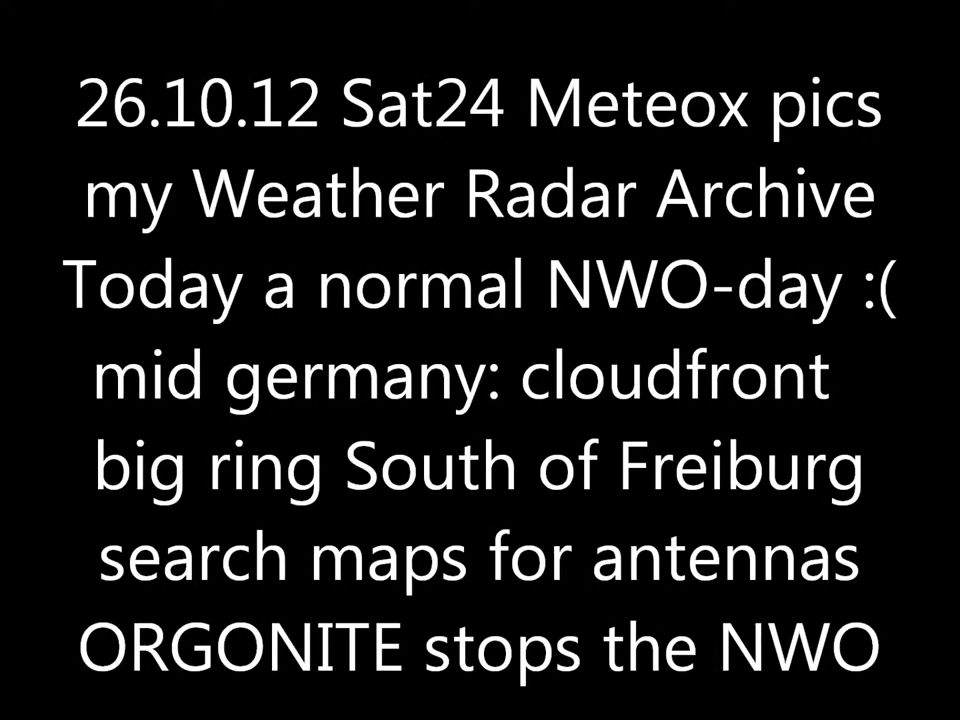 26.10.12 Sat24 Meteox pics
my Weather Radar Archive
Today a normal NWO-day :(
mid germany: cloudfront
big ring South of Freiburg
search maps for antennas
ORGONITE stops the NWO